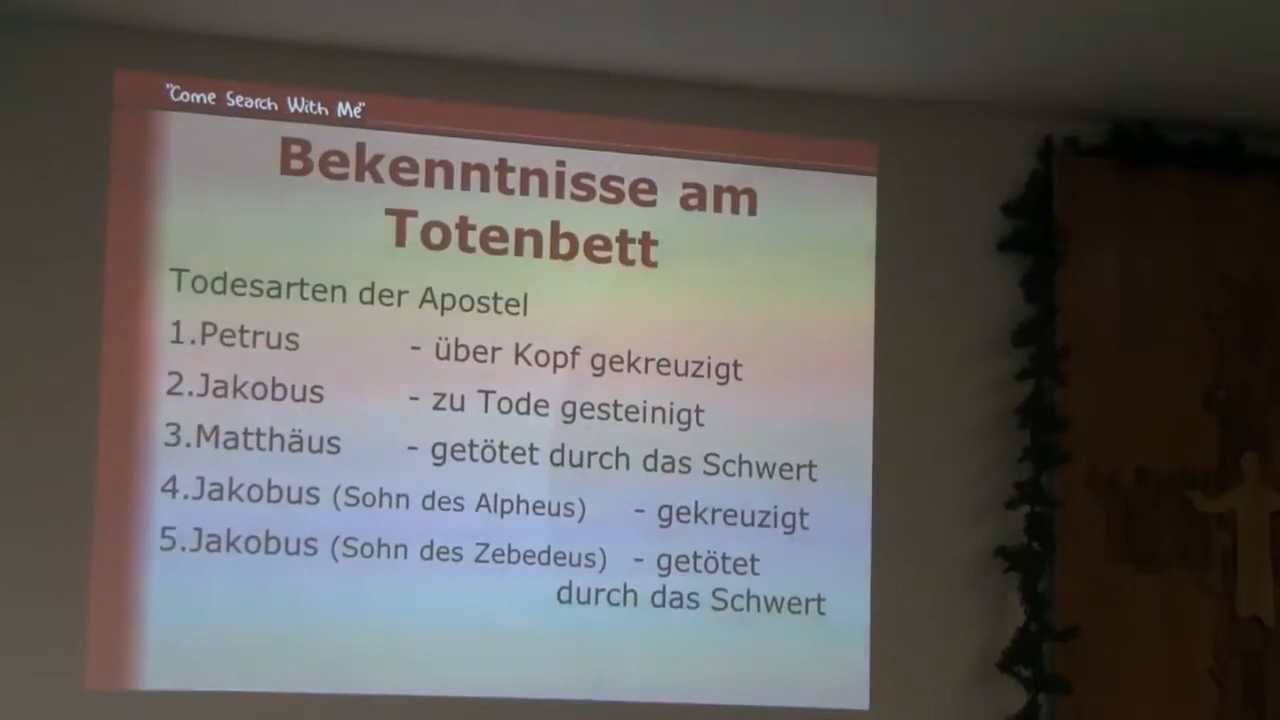 "Come Search With Me"
Bekenntnisse am
Totenbett
Todesarten der Apostel
1.Petrus - über Kopf gekreuzigt
2.Jakobus - zu Tode gesteinigt
3.Matthäus - getötet durch das Schwert
4.Jakobus (Sohn des Alpheus) - gekreuzigt
5.Jakobus (Sohn des Zebedeus) - getötet
durch das Schwert